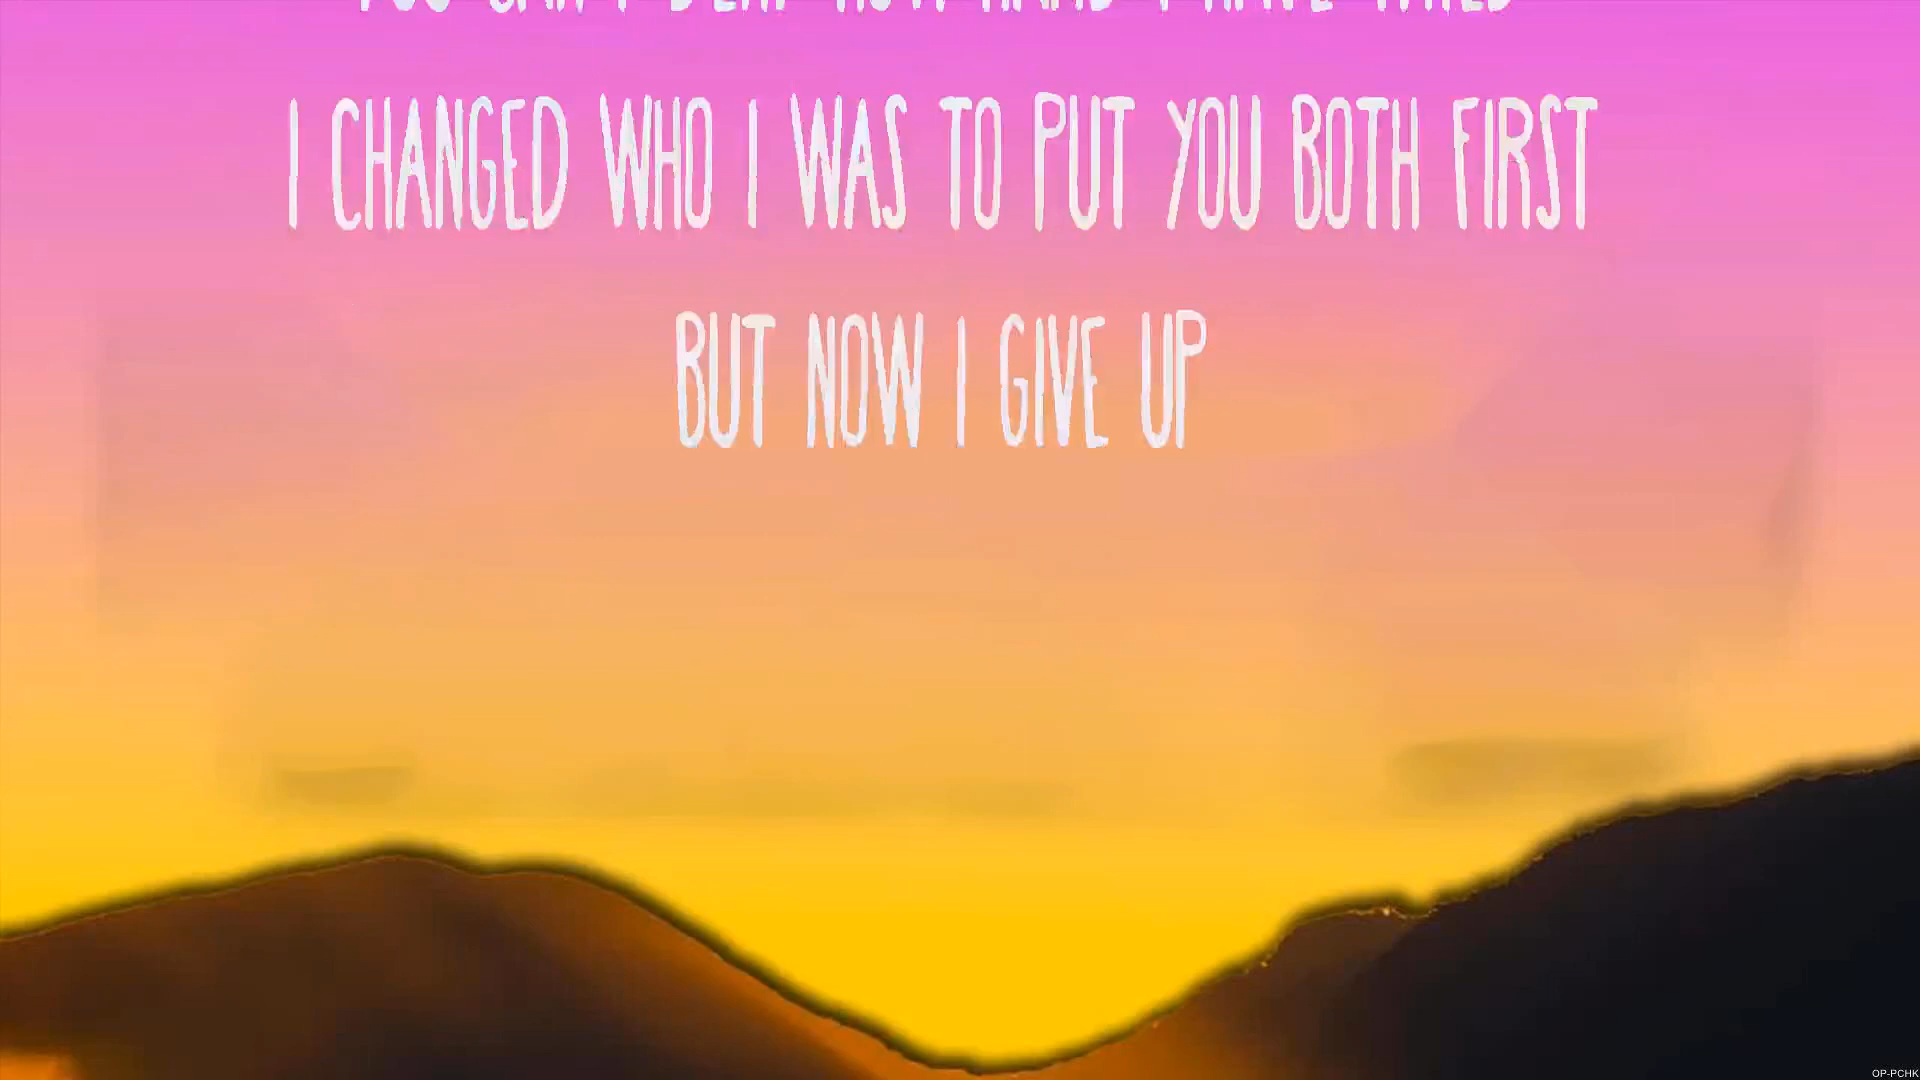 I CHANGED WHO I WAS TO PUT YOU BOTH FIRST
BUT NOW I GIVE UP
OP-PCHK